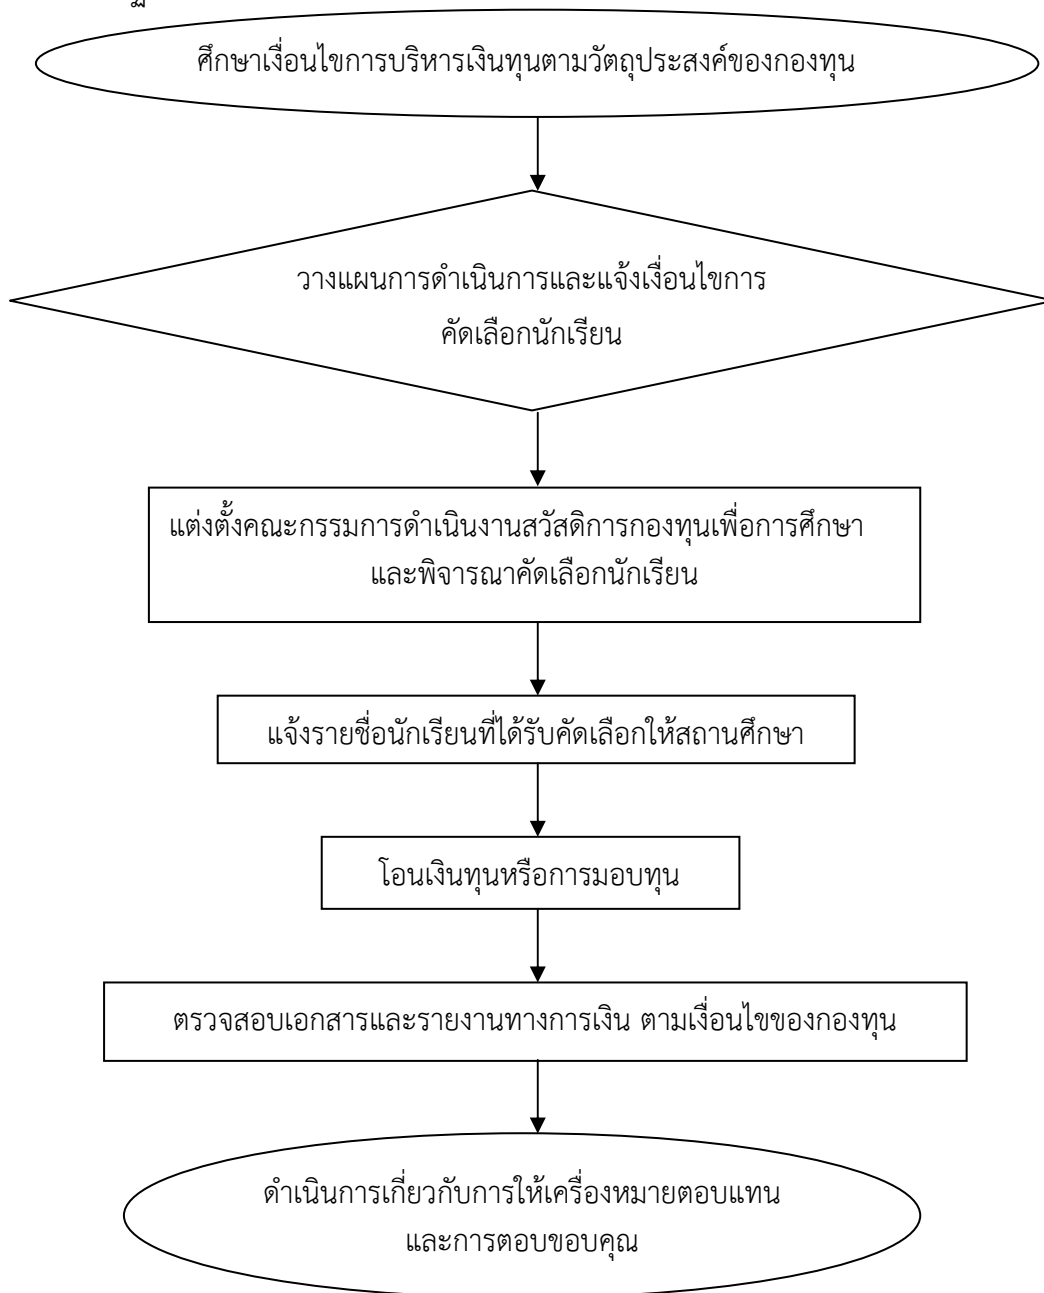 ศึกษาเงื่อนไขการบริหารเงินทุนตามวัตถุประสงค์ของกองทุน
วางแผนการดำเนินการและแจ้งเงื่อนไขการ
คัดเลือกนักเรียน
แต่งตั้งคณะกรรมการดำเนินงานสวัสดิการกองทุนเพื่อการศึกษา
และพิจารณาคัดเลือกนักเรียน
แจ้งรายชื่อนักเรียนที่ได้รับคัดเลือกให้สถานศึกษา
โอนเงินทุนหรือการมอบทุน
ตรวจสอบเอกสารและรายงานทางการเงิน ตามเงื่อนไขของกองทุน
ดำเนินการเกี่ยวกับการให้เครื่องหมายตอบแทน
และการตอบขอบคุณ